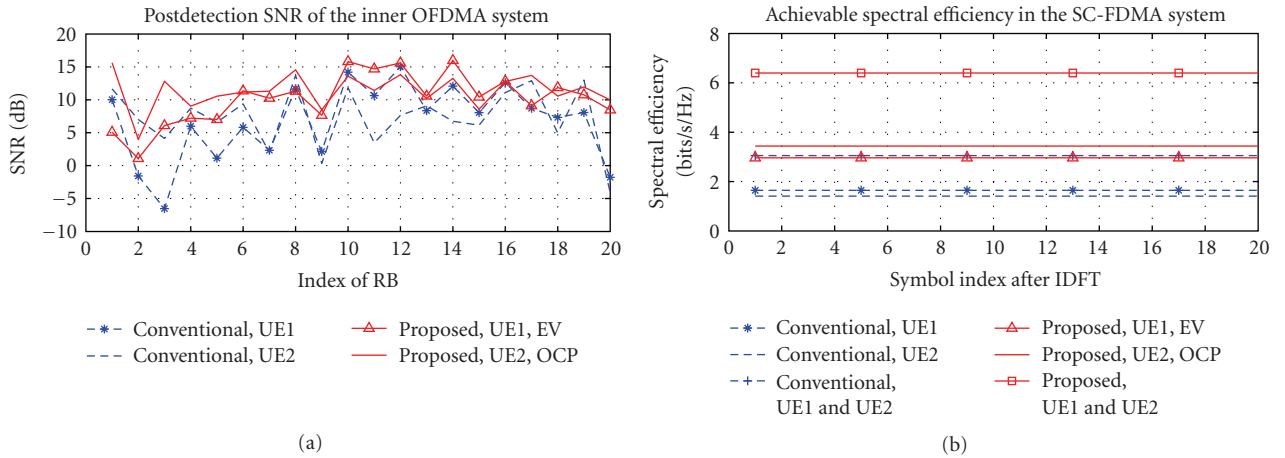 Postdetection SNR of the inner OFDMA system
20
15
10
5
0
−5
−10
SNR (dB)
0 2 4 6 8 10 12 14 16 18 20
Index of RB
Conventional, UE1
Conventional, UE2
Proposed, UE1, EV
Proposed, UE2, OCP
(a)
Achievable spectral efficiency in the SC-FDMA system
8
6
4
2
0
Spectral efficiency
(bits/s/Hz)
0 2 4 6 8 10 12 14 16 18 20
Symbol index after IDFT
Conventional, UE1
Conventional, UE2
Conventional,
UE1 and UE2
Proposed, UE1, EV
Proposed, UE2, OCP
Proposed,
UE1 and UE2
(b)